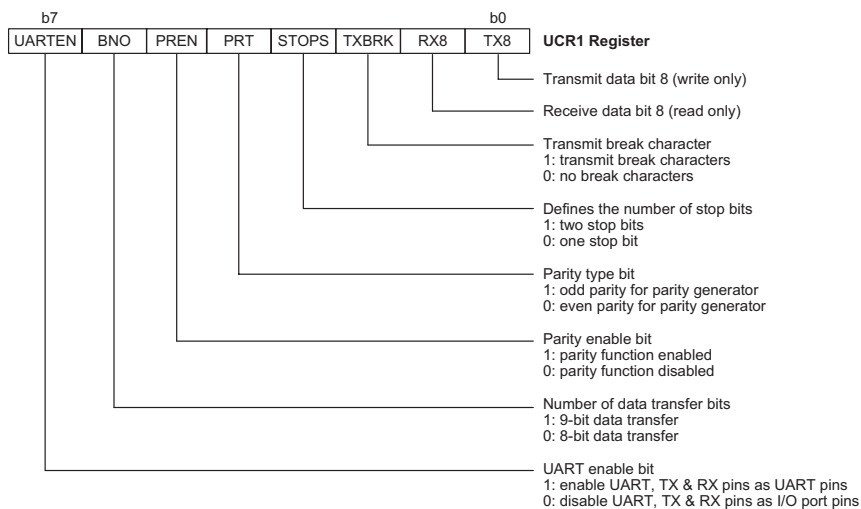 b7 b0
UARTEN BNO PREN PRT STOPS TXBRK RX8 TX8 UCR1 Register
Transmit data bit 8 (write only)
Receive data bit 8 (read only)
Transmit break character
1: transmit break characters
0: no break characters
Defines the number of stop bits
1: two stop bits
0: one stop bit
Parity type bit
1: odd parity for parity generator
0: even parity for parity generator
Parity enable bit
1: parity function enabled
0: parity function disabled
Number of data transfer bits
1: 9-bit data transfer
0: 8-bit data transfer
UART enable bit
1: enable UART, TX & RX pins as UART pins
0: disable UART, TX & RX pins as I/O port pins